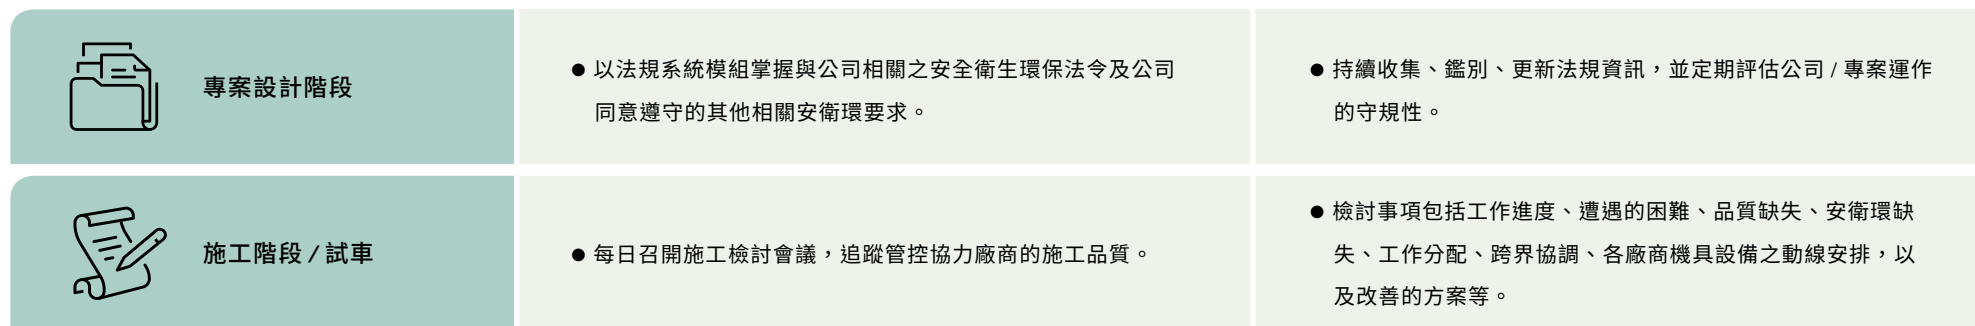 專案設計階段
● 以法規系統模組掌握與公司相關之安全衛生環保法令及公司
同意遵守的其他相關安衛環要求。
● 持續收集、鑑別、更新法規資訊，並定期評估公司 / 專案運作
的守規性。
施工階段 / 試車
● 每日召開施工檢討會議，追蹤管控協力廠商的施工品質。
● 檢討事項包括工作進度、遭遇的困難、品質缺失、安衛環缺
失、工作分配、跨界協調、各廠商機具設備之動線安排，以
及改善的方案等。